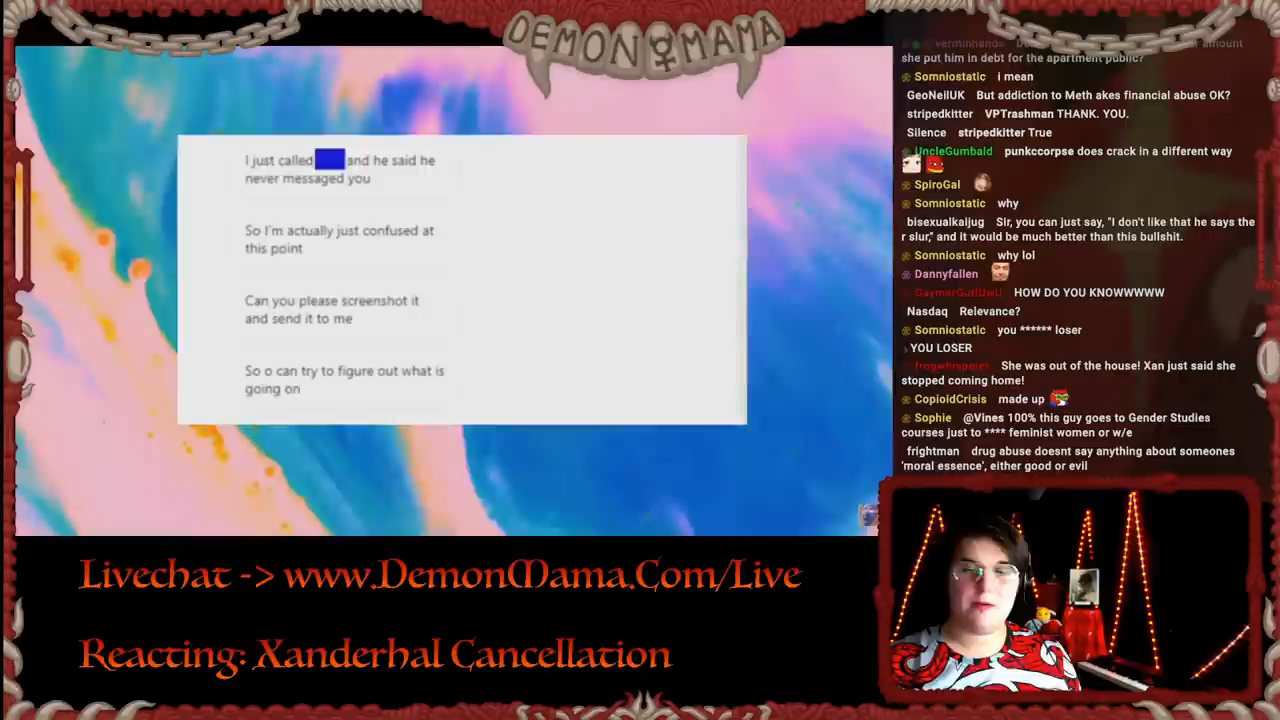 DEMON MAMA
I just called and he said he
never messaged you
So I'm actually just confused at
this point
Can you please screenshot it
and send it to me
So o can try to figure out what is
going on
amount
she put him in debt for the apartment public?
Somniostatic i mean
GeoNeilUK But addiction to Meth akes financial abuse OK?
stripedkitter VPTrashman THANK. YOU.
Silence stripedkitter True
UncleGumbald punkccorpse does crack in a different way
SpiroGal
Somniostatic why
bisexualkaijug Sir, you can just say, "I don't like that he says the
r slur," and it would be much better than this bullshit.
Somniostatic why lol
Dannyfallen
GaymarGurlUwU HOW DO YOU KNOWWWWW
Nasdaq Relevance?
Somniostatic you ****** loser
› YOU LOSER
frogwhisperer She was out of the house! Xan just said she
stopped coming home!
CopioidCrisis made up
Sophie @Vines 100% this guy goes to Gender Studies
courses just to **** feminist women or w/e
frightman drug abuse doesnt say anything about someones
'moral essence', either good or evil
Livechat -> www.DemonMama.Com/Live
Reacting: Xanderhal Cancellation